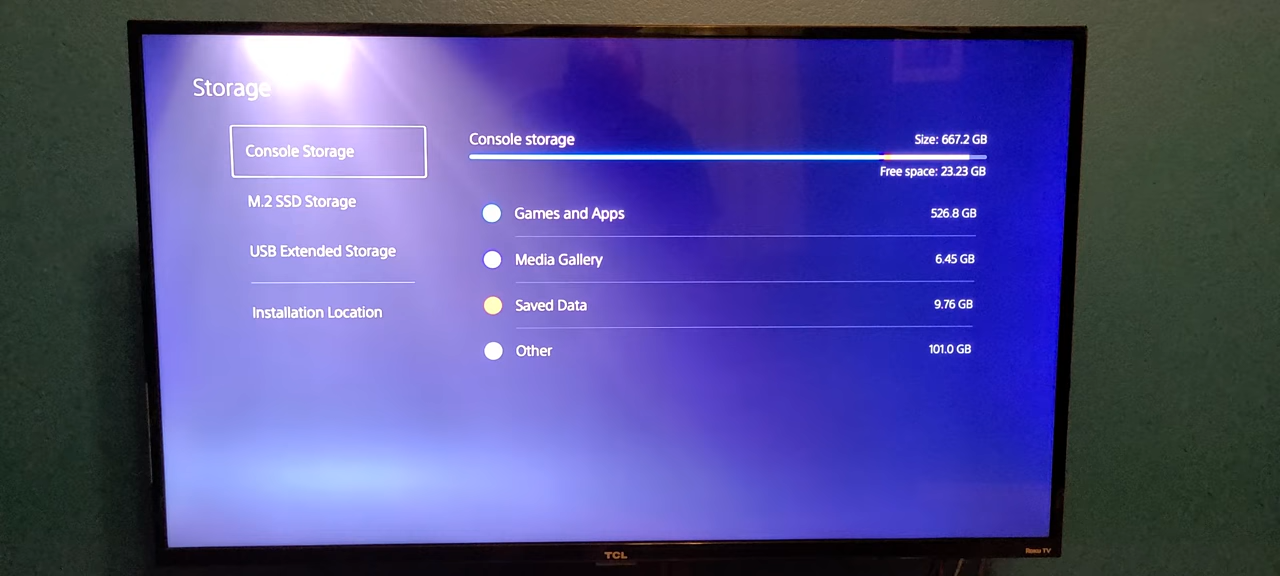 Storage
Console Storage
M.2 SSD Storage
USB Extended Storage
Installation Location
Console storage
Size: 667.2 GB
Free space: 23.23 GB
Games and Apps 526.8 GB
Media Gallery 6.45 GB
Saved Data 9.76 GB
Other 101.0 GB
TCL
Roku TV